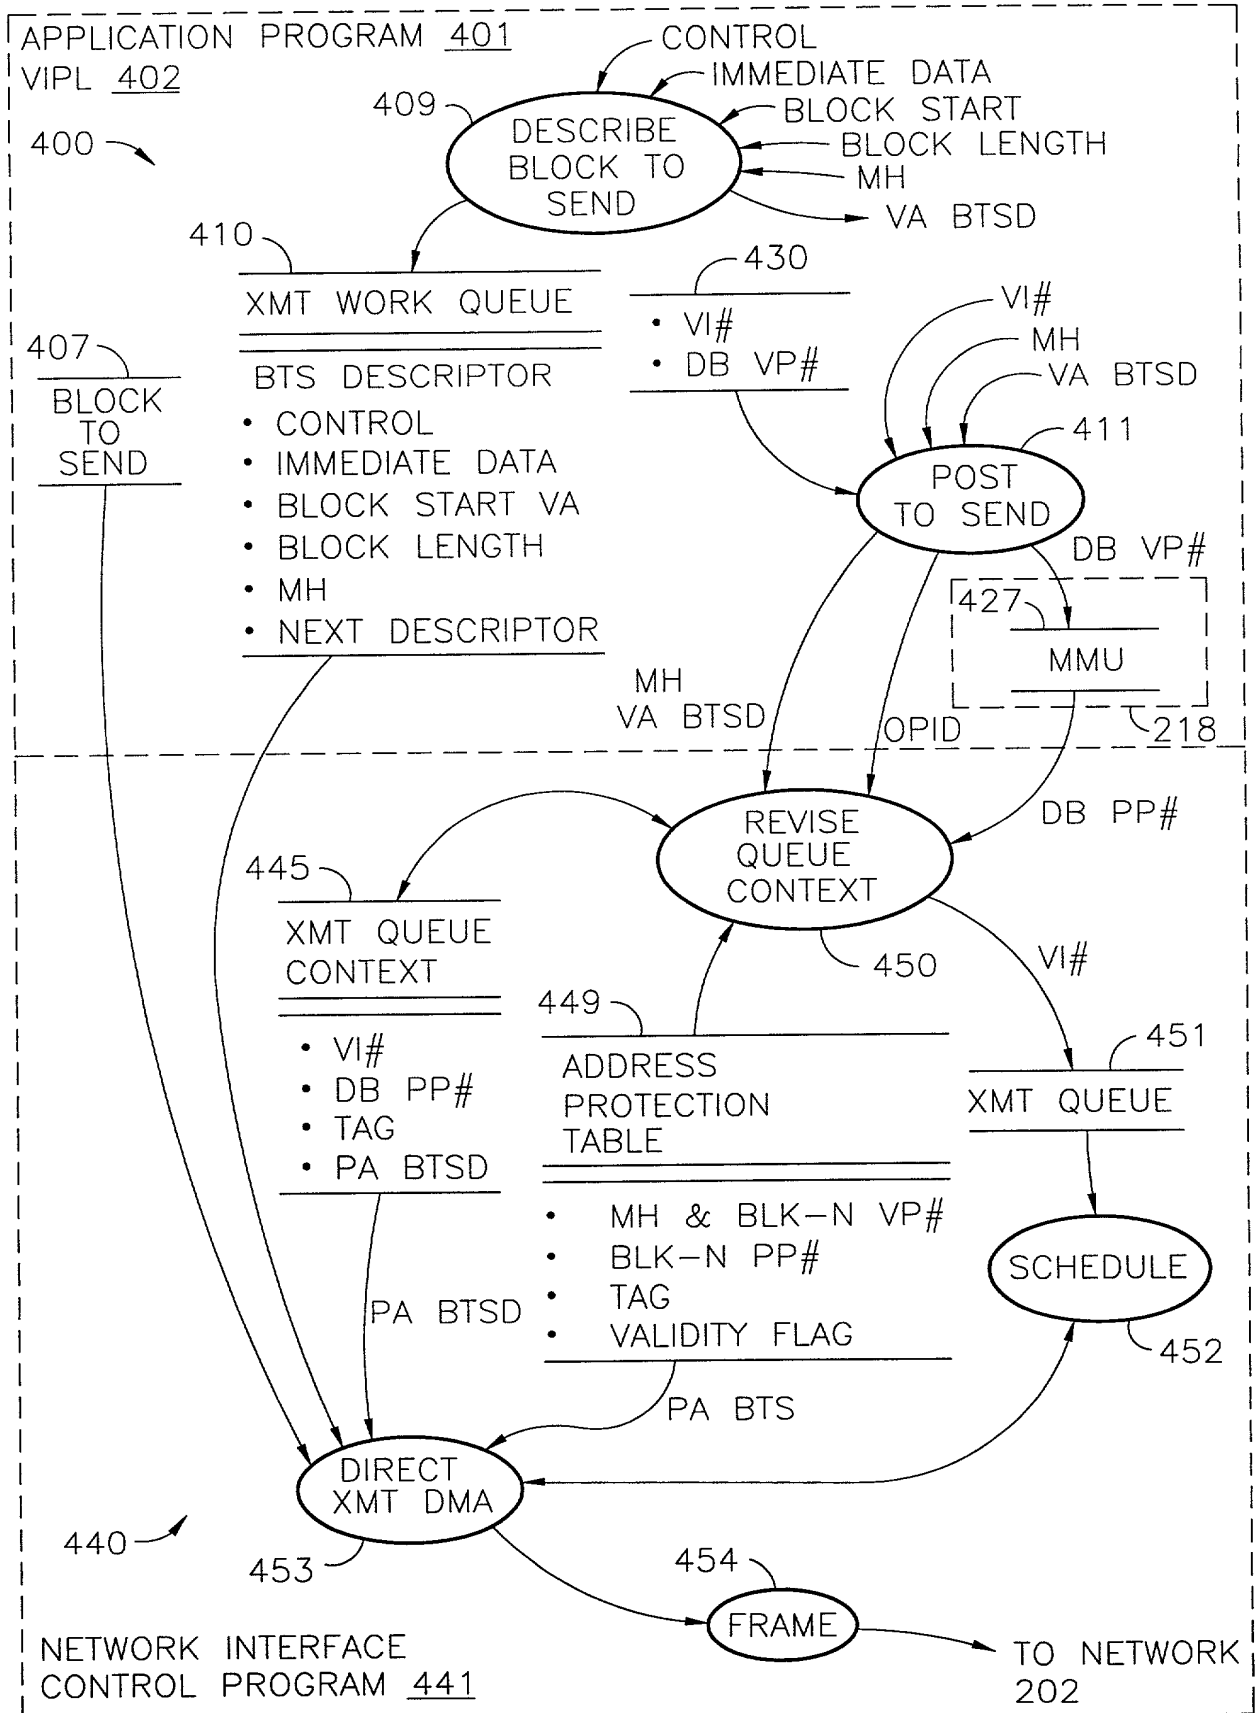 APPLICATION PROGRAM 401
VIPL 402
400
409
DESCRIBE
BLOCK TO
SEND
CONTROL
IMMEDIATE DATA
BLOCK START
BLOCK LENGTH
MH
VA BTSD
410
XMT WORK QUEUE
BTS DESCRIPTOR
• CONTROL
• IMMEDIATE DATA
• BLOCK START VA
• BLOCK LENGTH
• MH
• NEXT DESCRIPTOR
407
BLOCK
TO
SEND
430
• VI#
• DB VP#
VI#
MH
VA BTSD
411
POST
TO SEND
DB VP#
427
MMU
218
MH
VA BTSD
OPID
DB PP#
REVISE
QUEUE
CONTEXT
450
445
XMT QUEUE
CONTEXT
• VI#
• DB PP#
• TAG
• PA BTSD
449
ADDRESS
PROTECTION
TABLE
• MH & BLK-N VP#
• BLK-N PP#
• TAG
• VALIDITY FLAG
VI#
451
XMT QUEUE
SCHEDULE
452
PA BTSD
PA BTS
DIRECT
XMT DMA
453
440
454
FRAME
TO NETWORK
202
NETWORK INTERFACE
CONTROL PROGRAM 441